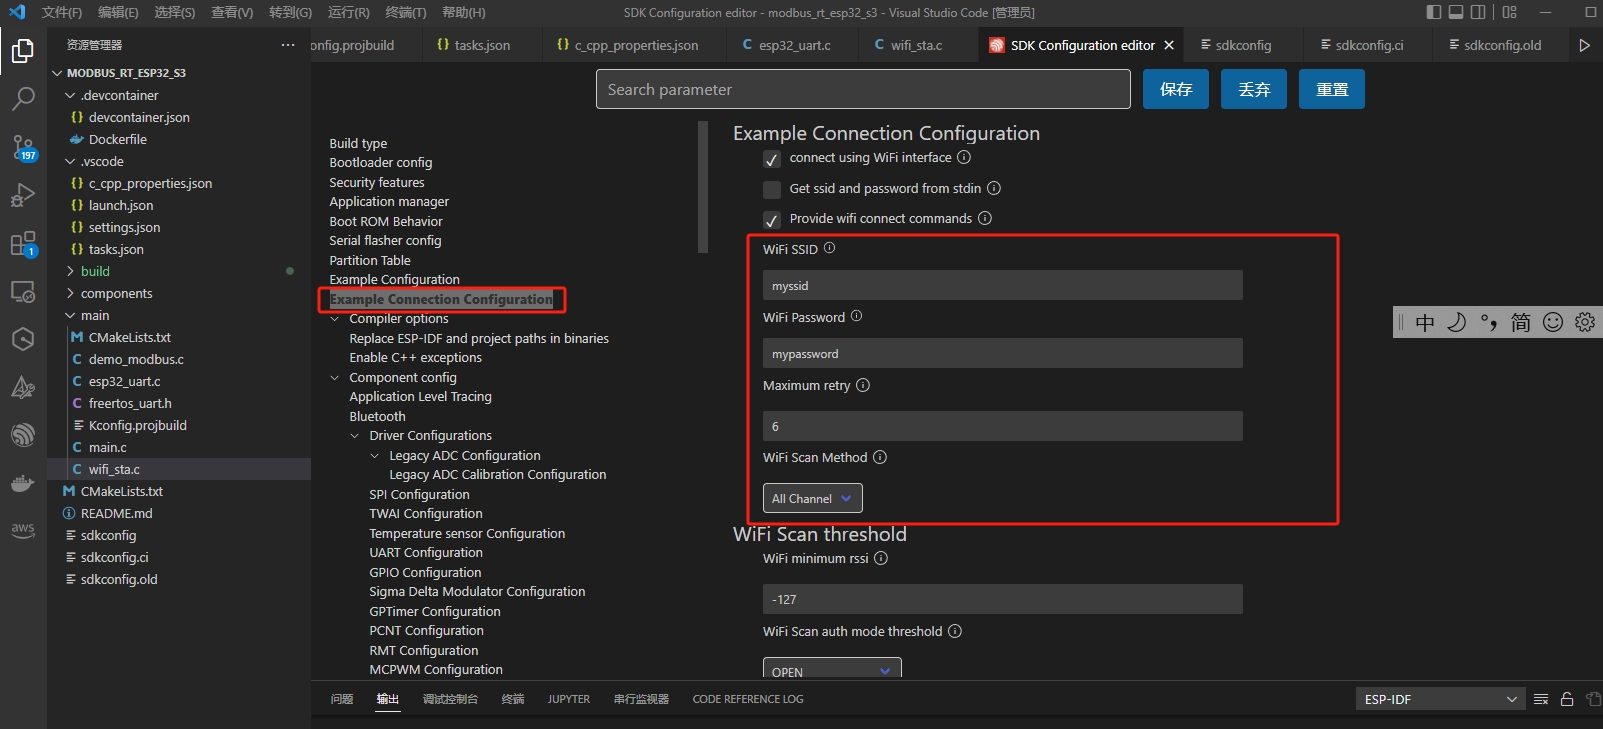 文件(F) 编辑(E) 选择(S) 查看(V) 转到(G) 运行(R) 终端(T) 帮助(H) SDK Configuration editor - modbus_rt_esp32_s3 - Visual Studio Code [管理员]
资源管理器 ···
onfig.projbuild {} tasks.json {} c_cpp_properties.json C esp32_uart.c C wifi_sta.c SDK Configuration editor sdkconfig sdkconfig.ci sdkconfig.old
MODBUS_RT_ESP32_S3
.devcontainer
{} devcontainer.json
Dockerfile
.vscode
{} c_cpp_properties.json
{} launch.json
{} settings.json
{} tasks.json
build
components
main
M CMakeLists.txt
C demo_modbus.c
C esp32_uart.c
C freertos_uart.h
Kconfig.projbuild
C main.c
C wifi_sta.c
M CMakeLists.txt
README.md
sdkconfig
sdkconfig.ci
sdkconfig.old
197
1
aws
Search parameter 保存 丢弃 重置
Build type
Bootloader config
Security features
Application manager
Boot ROM Behavior
Serial flasher config
Partition Table
Example Configuration
Example Connection Configuration
Compiler options
Replace ESP-IDF and project paths in binaries
Enable C++ exceptions
Component config
Application Level Tracing
Bluetooth
Driver Configurations
Legacy ADC Configuration
Legacy ADC Calibration Configuration
SPI Configuration
TWAI Configuration
Temperature sensor Configuration
UART Configuration
GPIO Configuration
Sigma Delta Modulator Configuration
GPTimer Configuration
PCNT Configuration
RMT Configuration
MCPWM Configuration
Example Connection Configuration
connect using WiFi interface
Get ssid and password from stdin
Provide wifi connect commands
WiFi SSID
myssid
WiFi Password
mypassword
Maximum retry
6
WiFi Scan Method
All Channel
WiFi Scan threshold
WiFi minimum rssi
-127
WiFi Scan auth mode threshold
OPEN
中 简
问题 输出 调试控制台 终端 JUPYTER 串行监视器 CODE REFERENCE LOG ESP-IDF